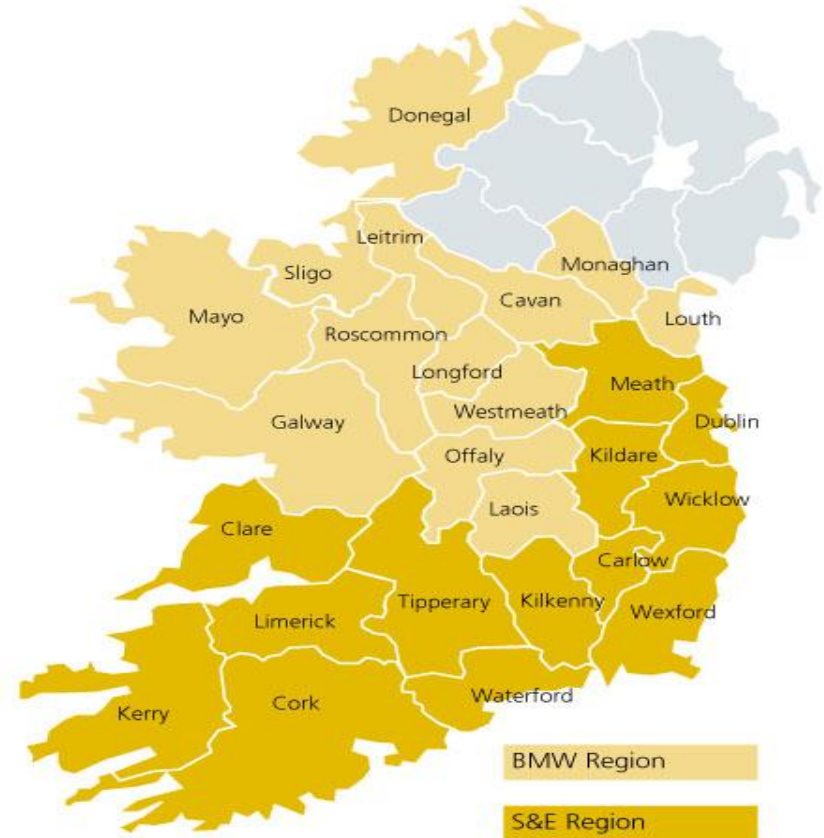 Donegal
Leitrim
Monaghan
Sligo
Cavan
Mayo
Louth
Roscommon
Longford
Meath
Westmeath
Dublin
Galway
Offaly
Kildare
Wicklow
Laois
Clare
Carlow
Tipperary
Kilkenny
Wexford
Limerick
Waterford
Cork
Kerry
BMW Region
S&E Region